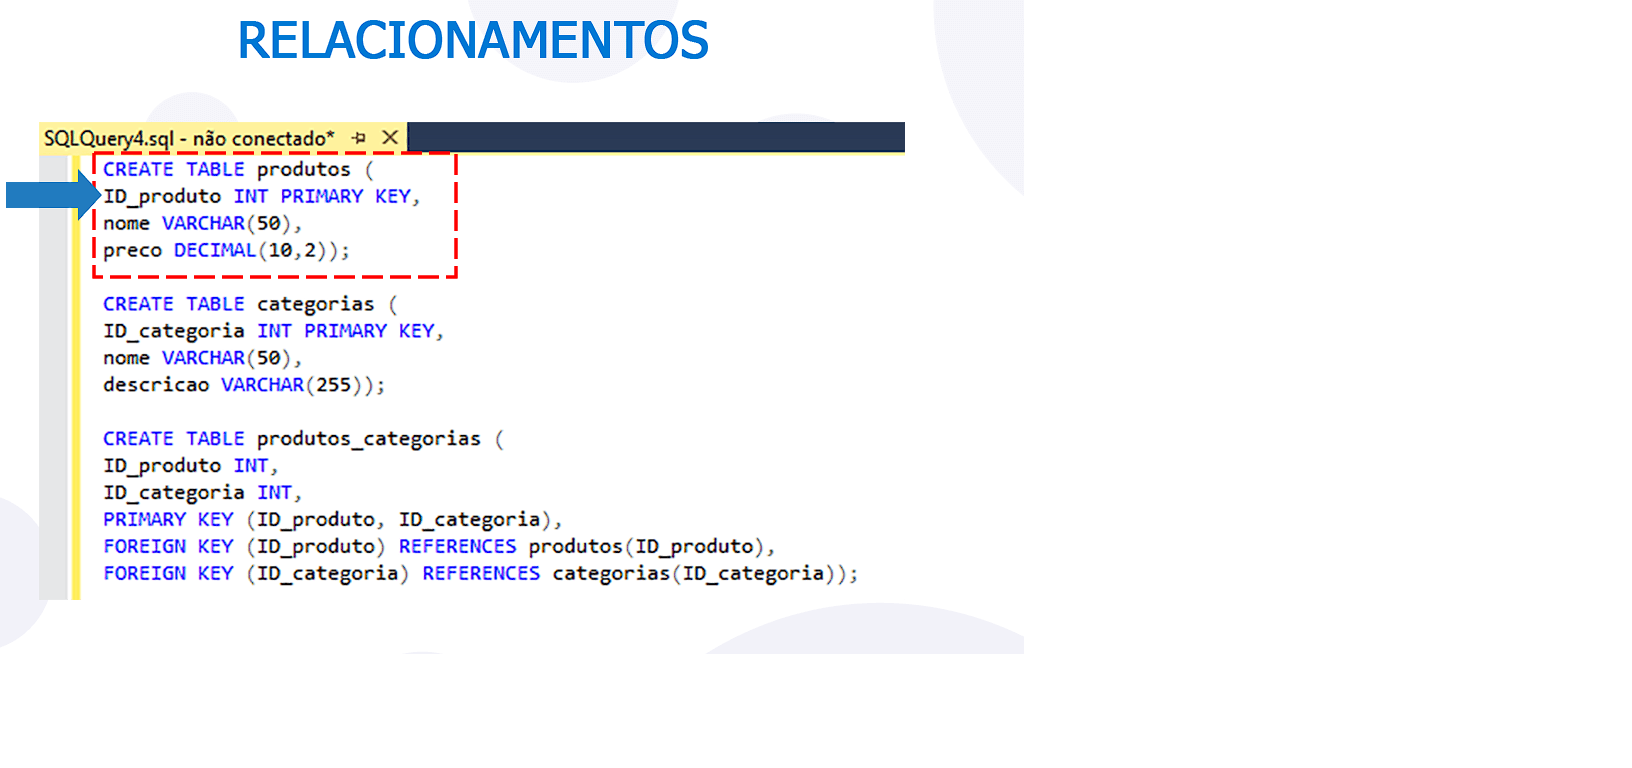 RELACIONAMENTOS
SQLQuery4.sql - não conectado*
CREATE TABLE produtos (
ID_produto INT PRIMARY KEY,
nome VARCHAR(50),
preco DECIMAL(10,2));
CREATE TABLE categorias (
ID_categoria INT PRIMARY KEY,
nome VARCHAR(50),
descricao VARCHAR(255));
CREATE TABLE produtos_categorias (
ID_produto INT,
ID_categoria INT,
PRIMARY KEY (ID_produto, ID_categoria),
FOREIGN KEY (ID_produto) REFERENCES produtos(ID_produto),
FOREIGN KEY (ID_categoria) REFERENCES categorias(ID_categoria));